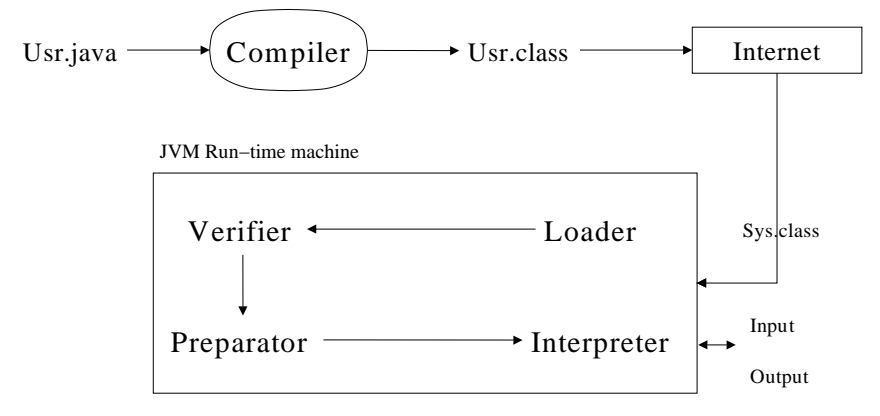 Usr.java Compiler Usr.class Internet
JVM Run−time machine
Verifier Loader Sys.class
Preparator Interpreter
Input
Output